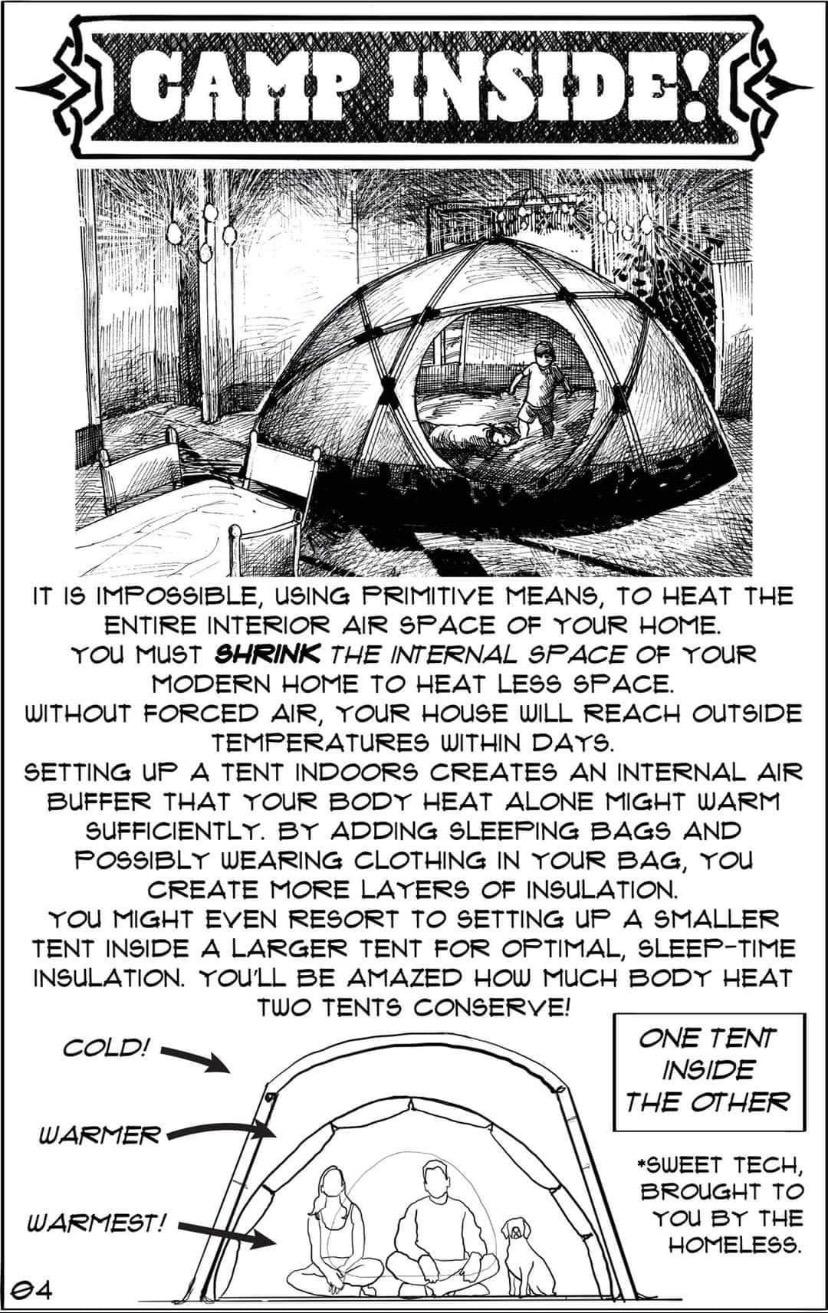 CAMP INSIDE!
IT IS IMPOSSIBLE, USING PRIMITIVE MEANS, TO HEAT THE
ENTIRE INTERIOR AIR SPACE OF YOUR HOME.
YOU MUST SHRINK THE INTERNAL SPACE OF YOUR
MODERN HOME TO HEAT LESS SPACE.
WITHOUT FORCED AIR, YOUR HOUSE WILL REACH OUTSIDE
TEMPERATURES WITHIN DAYS.
SETTING UP A TENT INDOORS CREATES AN INTERNAL AIR
BUFFER THAT YOUR BODY HEAT ALONE MIGHT WARM
SUFFICIENTLY. BY ADDING SLEEPING BAGS AND
POSSIBLY WEARING CLOTHING IN YOUR BAG, YOU
CREATE MORE LAYERS OF INSULATION.
YOU MIGHT EVEN RESORT TO SETTING UP A SMALLER
TENT INSIDE A LARGER TENT FOR OPTIMAL, SLEEP-TIME
INSULATION. YOU'LL BE AMAZED HOW MUCH BODY HEAT
TWO TENTS CONSERVE!
COLD!
WARMER
WARMEST!
ONE TENT
INSIDE
THE OTHER
*SWEET TECH,
BROUGHT TO
YOU BY THE
HOMELESS.
04